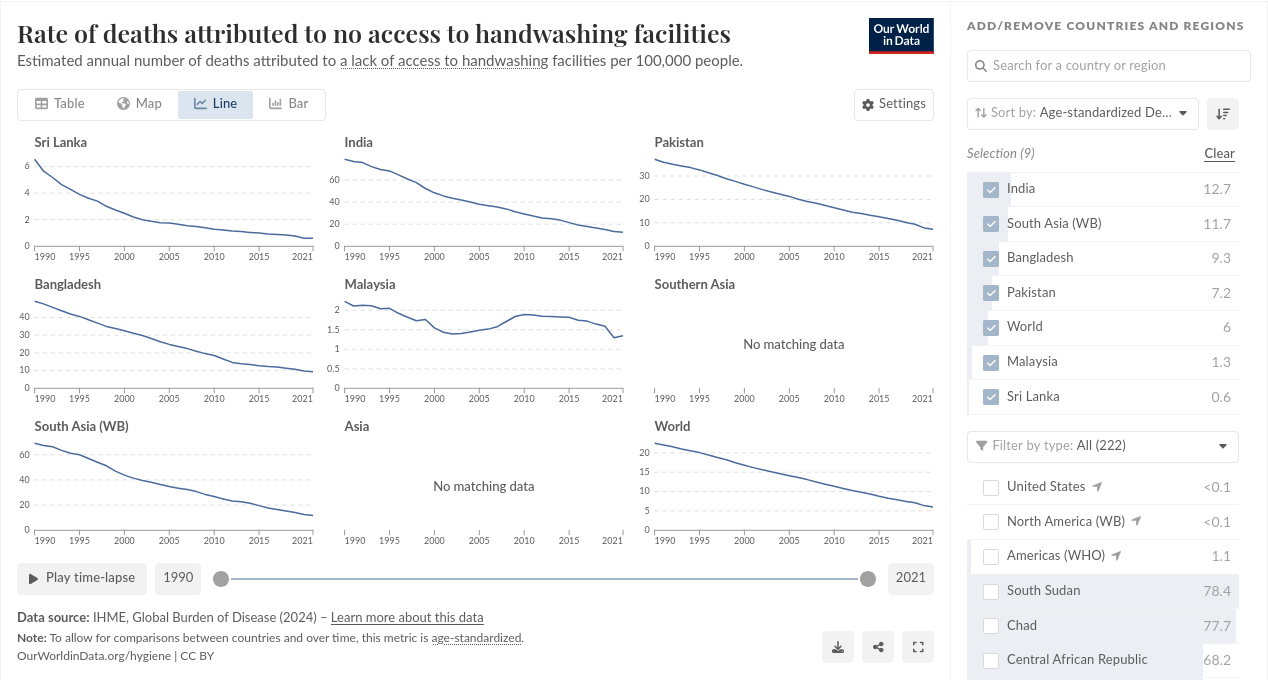 Rate of deaths attributed to no access to handwashing facilities
Estimated annual number of deaths attributed to a lack of access to handwashing facilities per 100,000 people.
Our World
in Data
Table Map Line Bar
Settings
Sri Lanka
6
4
2
0
1990 1995 2000 2005 2010 2015 2021
India
60
40
20
0
1990 1995 2000 2005 2010 2015 2021
Pakistan
30
20
10
0
1990 1995 2000 2005 2010 2015 2021
Bangladesh
40
30
20
10
0
1990 1995 2000 2005 2010 2015 2021
Malaysia
2
1.5
1
0.5
0
1990 1995 2000 2005 2010 2015 2021
Southern Asia
No matching data
1990 1995 2000 2005 2010 2015 2021
South Asia (WB)
60
40
20
0
1990 1995 2000 2005 2010 2015 2021
Asia
No matching data
1990 1995 2000 2005 2010 2015 2021
World
20
15
10
5
0
1990 1995 2000 2005 2010 2015 2021
Play time-lapse 1990 2021
Data source: IHME, Global Burden of Disease (2024) – Learn more about this data
Note: To allow for comparisons between countries and over time, this metric is age-standardized.
OurWorldinData.org/hygiene | CC BY
ADD/REMOVE COUNTRIES AND REGIONS
Search for a country or region
Sort by: Age-standardized De...
Selection (9) Clear
India 12.7
South Asia (WB) 11.7
Bangladesh 9.3
Pakistan 7.2
World 6
Malaysia 1.3
Sri Lanka 0.6
Filter by type: All (222)
United States <0.1
North America (WB) <0.1
Americas (WHO) 1.1
South Sudan 78.4
Chad 77.7
Central African Republic 68.2